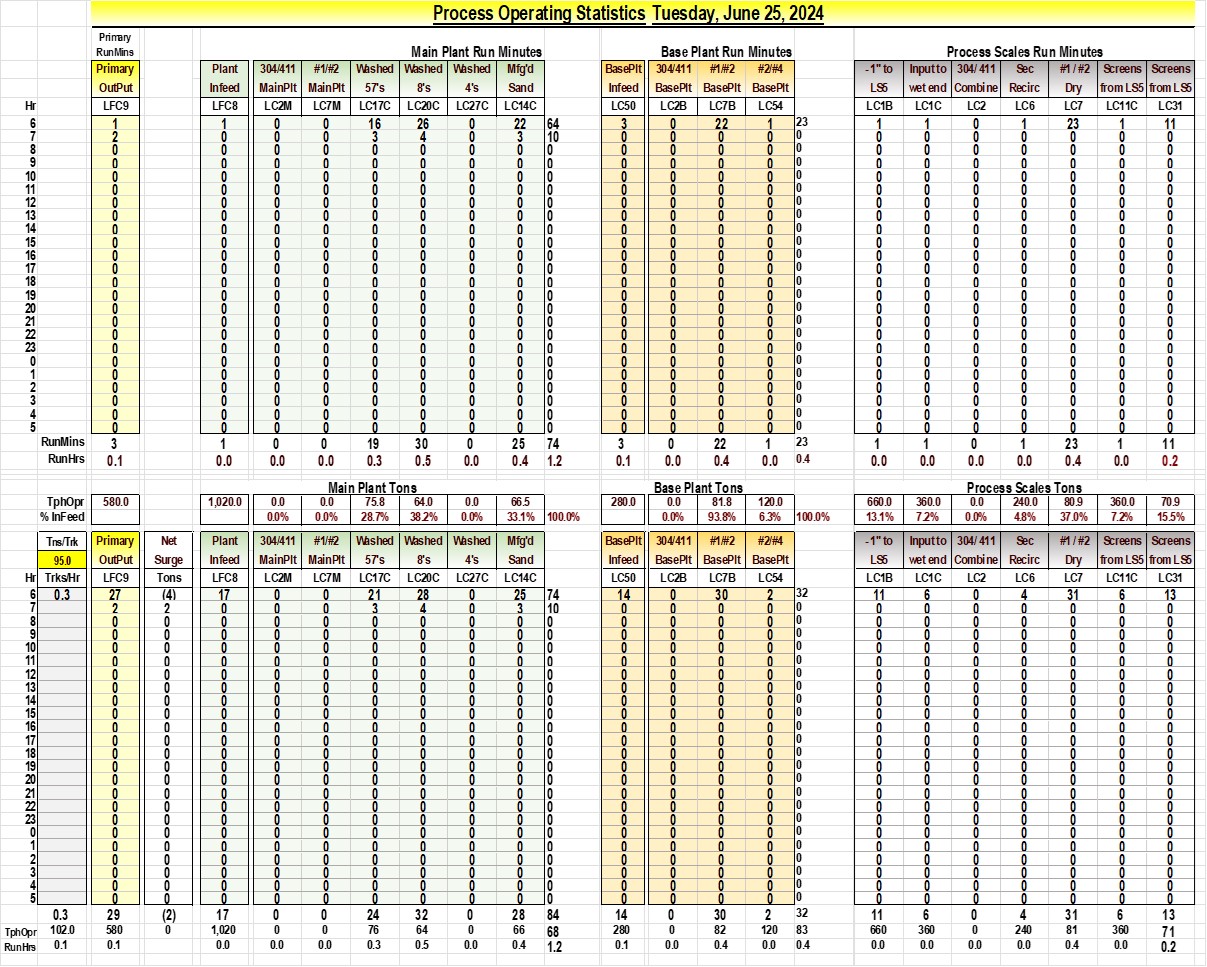 Process Operating Statistics Tuesday, June 25, 2024
Primary
RunMins Main Plant Run Minutes Base Plant Run Minutes Process Scales Run Minutes
Primary Plant 304/411 #1/#2 Washed Washed Washed Mfg'd BasePlt 304/411 #1/#2 #2/#4 -1" to Input to 304/ 411 Sec #1 / #2 Screens Screens
OutPut Infeed MainPlt MainPlt 57's 8's 4's Sand Infeed BasePlt BasePlt BasePlt LS5 wet end Combine Recirc Dry from LS5 from LS5
Hr LFC9 LFC8 LC2M LC7M LC17C LC20C LC27C LC14C LC50 LC2B LC7B LC54 LC1B LC1C LC2 LC6 LC7 LC11C LC31
6 1 1 0 0 16 26 0 22 64 3 0 22 1 23 1 1 0 1 23 1 11
7 2 0 0 0 3 4 0 3 10 0 0 0 0 0 0 0 0 0 0 0 0
8 0 0 0 0 0 0 0 0 0 0 0 0 0 0 0 0 0 0 0 0 0
9 0 0 0 0 0 0 0 0 0 0 0 0 0 0 0 0 0 0 0 0 0
10 0 0 0 0 0 0 0 0 0 0 0 0 0 0 0 0 0 0 0 0 0
11 0 0 0 0 0 0 0 0 0 0 0 0 0 0 0 0 0 0 0 0 0
12 0 0 0 0 0 0 0 0 0 0 0 0 0 0 0 0 0 0 0 0 0
13 0 0 0 0 0 0 0 0 0 0 0 0 0 0 0 0 0 0 0 0 0
14 0 0 0 0 0 0 0 0 0 0 0 0 0 0 0 0 0 0 0 0 0
15 0 0 0 0 0 0 0 0 0 0 0 0 0 0 0 0 0 0 0 0 0
16 0 0 0 0 0 0 0 0 0 0 0 0 0 0 0 0 0 0 0 0 0
17 0 0 0 0 0 0 0 0 0 0 0 0 0 0 0 0 0 0 0 0 0
18 0 0 0 0 0 0 0 0 0 0 0 0 0 0 0 0 0 0 0 0 0
19 0 0 0 0 0 0 0 0 0 0 0 0 0 0 0 0 0 0 0 0 0
20 0 0 0 0 0 0 0 0 0 0 0 0 0 0 0 0 0 0 0 0 0
21 0 0 0 0 0 0 0 0 0 0 0 0 0 0 0 0 0 0 0 0 0
22 0 0 0 0 0 0 0 0 0 0 0 0 0 0 0 0 0 0 0 0 0
23 0 0 0 0 0 0 0 0 0 0 0 0 0 0 0 0 0 0 0 0 0
0 0 0 0 0 0 0 0 0 0 0 0 0 0 0 0 0 0 0 0 0 0
1 0 0 0 0 0 0 0 0 0 0 0 0 0 0 0 0 0 0 0 0 0
2 0 0 0 0 0 0 0 0 0 0 0 0 0 0 0 0 0 0 0 0 0
3 0 0 0 0 0 0 0 0 0 0 0 0 0 0 0 0 0 0 0 0 0
4 0 0 0 0 0 0 0 0 0 0 0 0 0 0 0 0 0 0 0 0 0
5 0 0 0 0 0 0 0 0 0 0 0 0 0 0 0 0 0 0 0 0 0
RunMins 3 1 0 0 19 30 0 25 74 3 0 22 1 23 1 1 0 1 23 1 11
RunHrs 0.1 0.0 0.0 0.0 0.3 0.5 0.0 0.4 1.2 0.1 0.0 0.4 0.0 0.4 0.0 0.0 0.0 0.0 0.4 0.0 0.2
Main Plant Tons Base Plant Tons Process Scales Tons
TphOpr 580.0 1,020.0 0.0 0.0 75.8 64.0 0.0 66.5 280.0 0.0 81.8 120.0 660.0 360.0 0.0 240.0 80.9 360.0 70.9
% InFeed 0.0% 0.0% 28.7% 38.2% 0.0% 33.1% 100.0% 0.0% 93.8% 6.3% 100.0% 13.1% 7.2% 0.0% 4.8% 37.0% 7.2% 15.5%
Tns/Trk Primary Net Plant 304/411 #1/#2 Washed Washed Washed Mfg'd BasePlt 304/411 #1/#2 #2/#4 -1" to Input to 304/ 411 Sec #1 / #2 Screens Screens
95.0 OutPut Surge Infeed MainPlt MainPlt 57's 8's 4's Sand Infeed BasePlt BasePlt BasePlt LS5 wet end Combine Recirc Dry from LS5 from LS5
Hr Trks/Hr LFC9 Tons LFC8 LC2M LC7M LC17C LC20C LC27C LC14C LC50 LC2B LC7B LC54 LC1B LC1C LC2 LC6 LC7 LC11C LC31
6 0.3 27 (4) 17 0 0 21 28 0 25 74 14 0 30 2 32 11 6 0 4 31 6 13
7 2 2 0 0 0 3 4 0 3 10 0 0 0 0 0 0 0 0 0 0 0 0
8 0 0 0 0 0 0 0 0 0 0 0 0 0 0 0 0 0 0 0 0 0 0
9 0 0 0 0 0 0 0 0 0 0 0 0 0 0 0 0 0 0 0 0 0 0
10 0 0 0 0 0 0 0 0 0 0 0 0 0 0 0 0 0 0 0 0 0 0
11 0 0 0 0 0 0 0 0 0 0 0 0 0 0 0 0 0 0 0 0 0 0
12 0 0 0 0 0 0 0 0 0 0 0 0 0 0 0 0 0 0 0 0 0 0
13 0 0 0 0 0 0 0 0 0 0 0 0 0 0 0 0 0 0 0 0 0 0
14 0 0 0 0 0 0 0 0 0 0 0 0 0 0 0 0 0 0 0 0 0 0
15 0 0 0 0 0 0 0 0 0 0 0 0 0 0 0 0 0 0 0 0 0 0
16 0 0 0 0 0 0 0 0 0 0 0 0 0 0 0 0 0 0 0 0 0 0
17 0 0 0 0 0 0 0 0 0 0 0 0 0 0 0 0 0 0 0 0 0 0
18 0 0 0 0 0 0 0 0 0 0 0 0 0 0 0 0 0 0 0 0 0 0
19 0 0 0 0 0 0 0 0 0 0 0 0 0 0 0 0 0 0 0 0 0 0
20 0 0 0 0 0 0 0 0 0 0 0 0 0 0 0 0 0 0 0 0 0 0
21 0 0 0 0 0 0 0 0 0 0 0 0 0 0 0 0 0 0 0 0 0 0
22 0 0 0 0 0 0 0 0 0 0 0 0 0 0 0 0 0 0 0 0 0 0
23 0 0 0 0 0 0 0 0 0 0 0 0 0 0 0 0 0 0 0 0 0 0
0 0 0 0 0 0 0 0 0 0 0 0 0 0 0 0 0 0 0 0 0 0 0
1 0 0 0 0 0 0 0 0 0 0 0 0 0 0 0 0 0 0 0 0 0 0
2 0 0 0 0 0 0 0 0 0 0 0 0 0 0 0 0 0 0 0 0 0 0
3 0 0 0 0 0 0 0 0 0 0 0 0 0 0 0 0 0 0 0 0 0 0
4 0 0 0 0 0 0 0 0 0 0 0 0 0 0 0 0 0 0 0 0 0 0
5 0 0 0 0 0 0 0 0 0 0 0 0 0 0 0 0 0 0 0 0 0 0
0.3 29 (2) 17 0 0 24 32 0 28 84 14 0 30 2 32 11 6 0 4 31 6 13
TphOpr 102.0 580 0 1,020 0 0 76 64 0 66 68 280 0 82 120 83 660 360 0 240 81 360 71
RunHrs 0.1 0.1 0.0 0.0 0.0 0.3 0.5 0.0 0.4 1.2 0.1 0.0 0.4 0.0 0.4 0.0 0.0 0.0 0.0 0.4 0.0 0.2